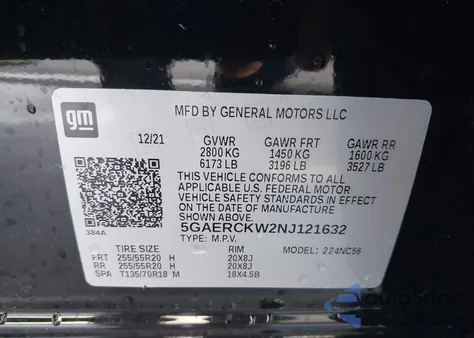 gm
MFD BY GENERAL MOTORS LLC
12/21 GVWR GAWR FRT GAWR RR
2800 KG 1450 KG 1600 KG
6173 LB 3196 LB 3527 LB
THIS VEHICLE CONFORMS TO ALL
APPLICABLE U.S. FEDERAL MOTOR
VEHICLE SAFETY STANDARDS IN EFFECT
ON THE DATE OF MANUFACTURE SHOWN ABOVE.
5GAERCKW2NJ121632
384A
TYPE: M.P.V. MODEL: 224NC56
TIRE SIZE RIM
FRT 255/55R20 H 20X8J
RR 255/55R20 H 20X8J
SPA T135/70R18 M 18X4.5B